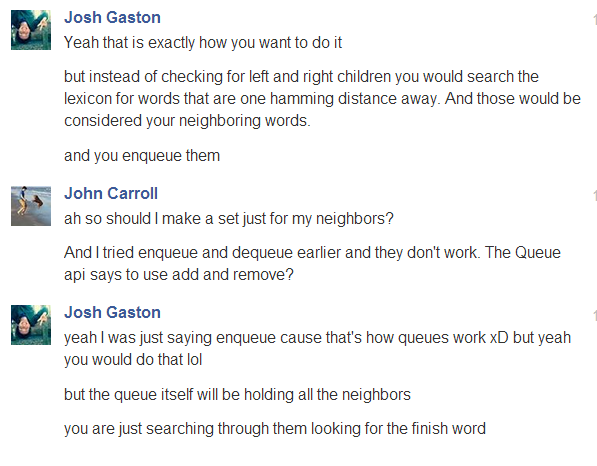 Josh Gaston
Yeah that is exactly how you want to do it
but instead of checking for left and right children you would search the
lexicon for words that are one hamming distance away. And those would be
considered your neighboring words.
and you enqueue them
John Carroll
ah so should I make a set just for my neighbors?
And I tried enqueue and dequeue earlier and they don't work. The Queue
api says to use add and remove?
Josh Gaston
yeah I was just saying enqueue cause that's how queues work xD but yeah
you would do that lol
but the queue itself will be holding all the neighbors
you are just searching through them looking for the finish word